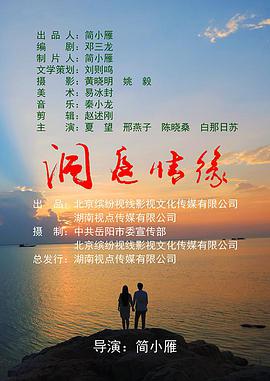 出 品 人：简小雁
编 剧：邓三龙
制 片 人：简小雁
文学策划：刘则鸣
摄 影：黄晓明 姚 毅
美 术：易冰封
音 乐：秦小龙
剪 辑：赵述刚
主 演：夏 望 邢燕子 陈晓燊 白那日苏
洞庭情缘
出 品：北京缤纷视线影视文化传媒有限公司
湖南视点传媒有限公司
摄 制：中共岳阳市委宣传部
北京缤纷视线影视文化传媒有限公司
总发行：湖南视点传媒有限公司
导演：简小雁